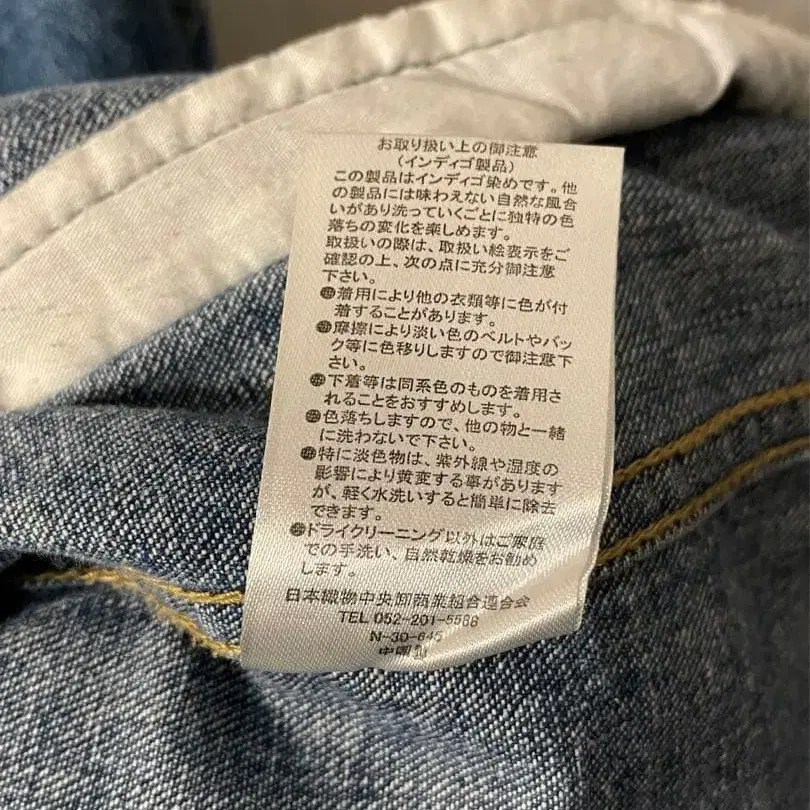 お取り扱い上の御注意
(インディゴ製品)
この製品はインディゴ染めです。他
の製品には味わえない自然な風合
いがあり洗っていくごとに独特の色
落ちの変化を楽しめます。
取扱いの際は、取扱い絵表示をご
確認の上、次の点に充分御注意
下さい。
●着用により他の衣類等に色が付
着することがあります。
●摩擦により淡い色のベルトやバッ
ク等に色移りしますので御注意下
さい。
●下着等は同系色のものを着用さ
れることをおすすめします。
●色落ちしますので、他の物と一緒
に洗わないで下さい。
●特に淡色物は、紫外線や湿度の
影響により黄変する事があります
が、軽く水洗いすると簡単に除去
できます。
●ドライクリーニング以外はご家庭
での手洗い、自然乾燥をお勧め
します。
日本織物中央卸商業組合連合会
TEL 052-201-5568
N-30-645
中国製